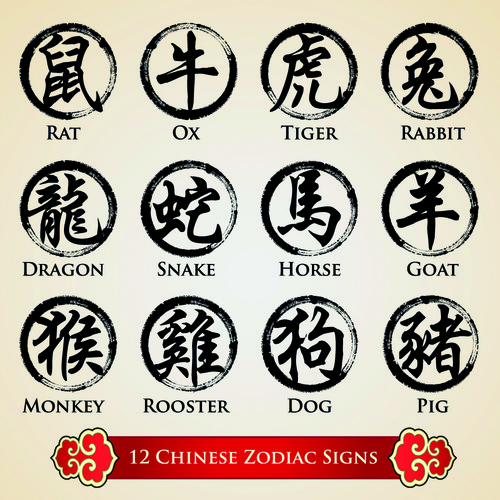 鼠 牛 虎 兔
RAT OX TIGER RABBIT
龍 蛇 馬 羊
DRAGON SNAKE HORSE GOAT
猴 雞 狗 豬
MONKEY ROOSTER DOG PIG
12 CHINESE ZODIAC SIGNS